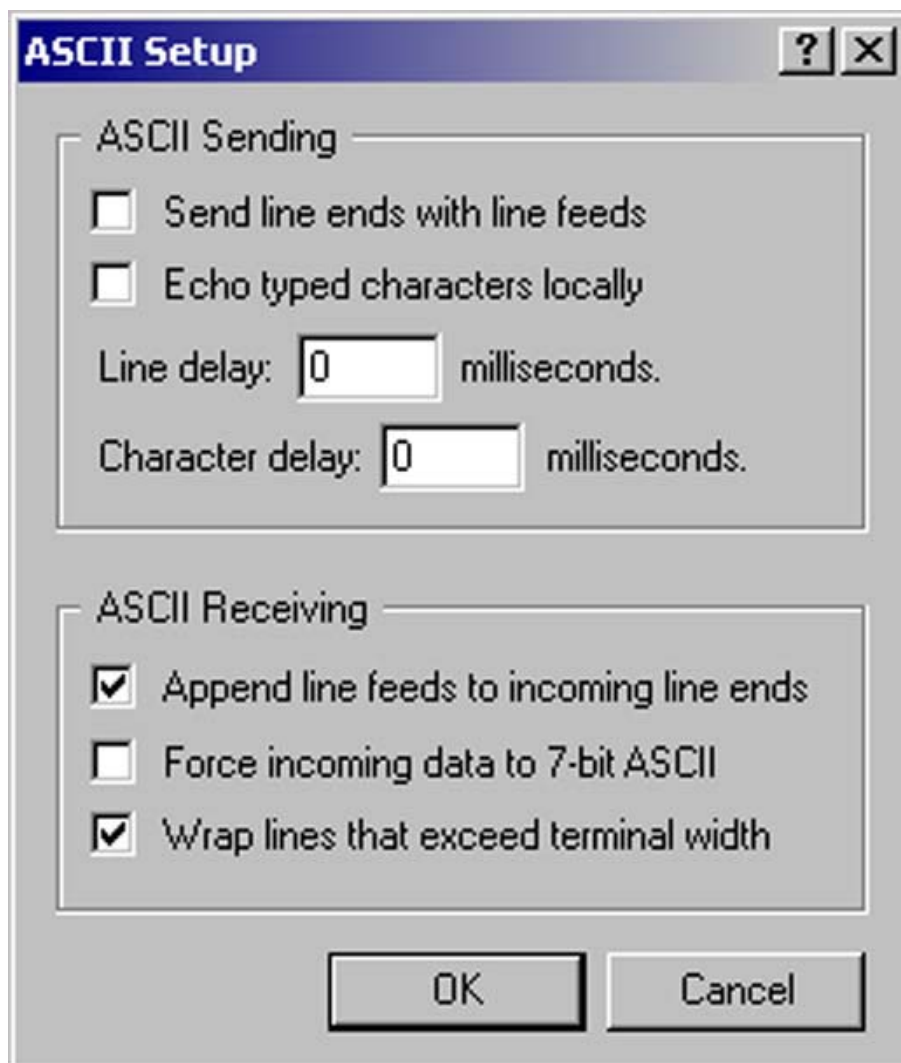 ASCII Setup
ASCII Sending
Send line ends with line feeds
Echo typed characters locally
Line delay: 0 milliseconds.
Character delay: 0 milliseconds.
ASCII Receiving
Append line feeds to incoming line ends
Force incoming data to 7-bit ASCII
Wrap lines that exceed terminal width
OK Cancel